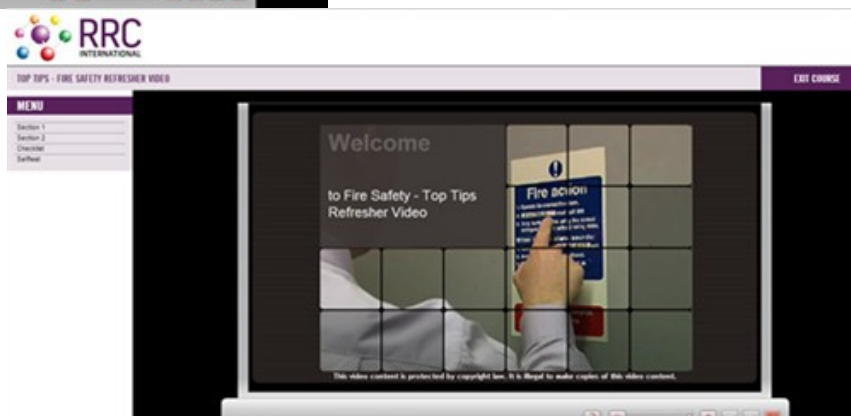 RRC
INTERNATIONAL
TOP TIPS - FIRE SAFETY REFRESHER VIDEO
EXIT COURSE
MENU
Section 1
Section 2
Checklist
Selftest
Welcome
to Fire Safety - Top Tips
Refresher Video
Fire action
This video content is protected by copyright law. It is illegal to make copies of this video content.